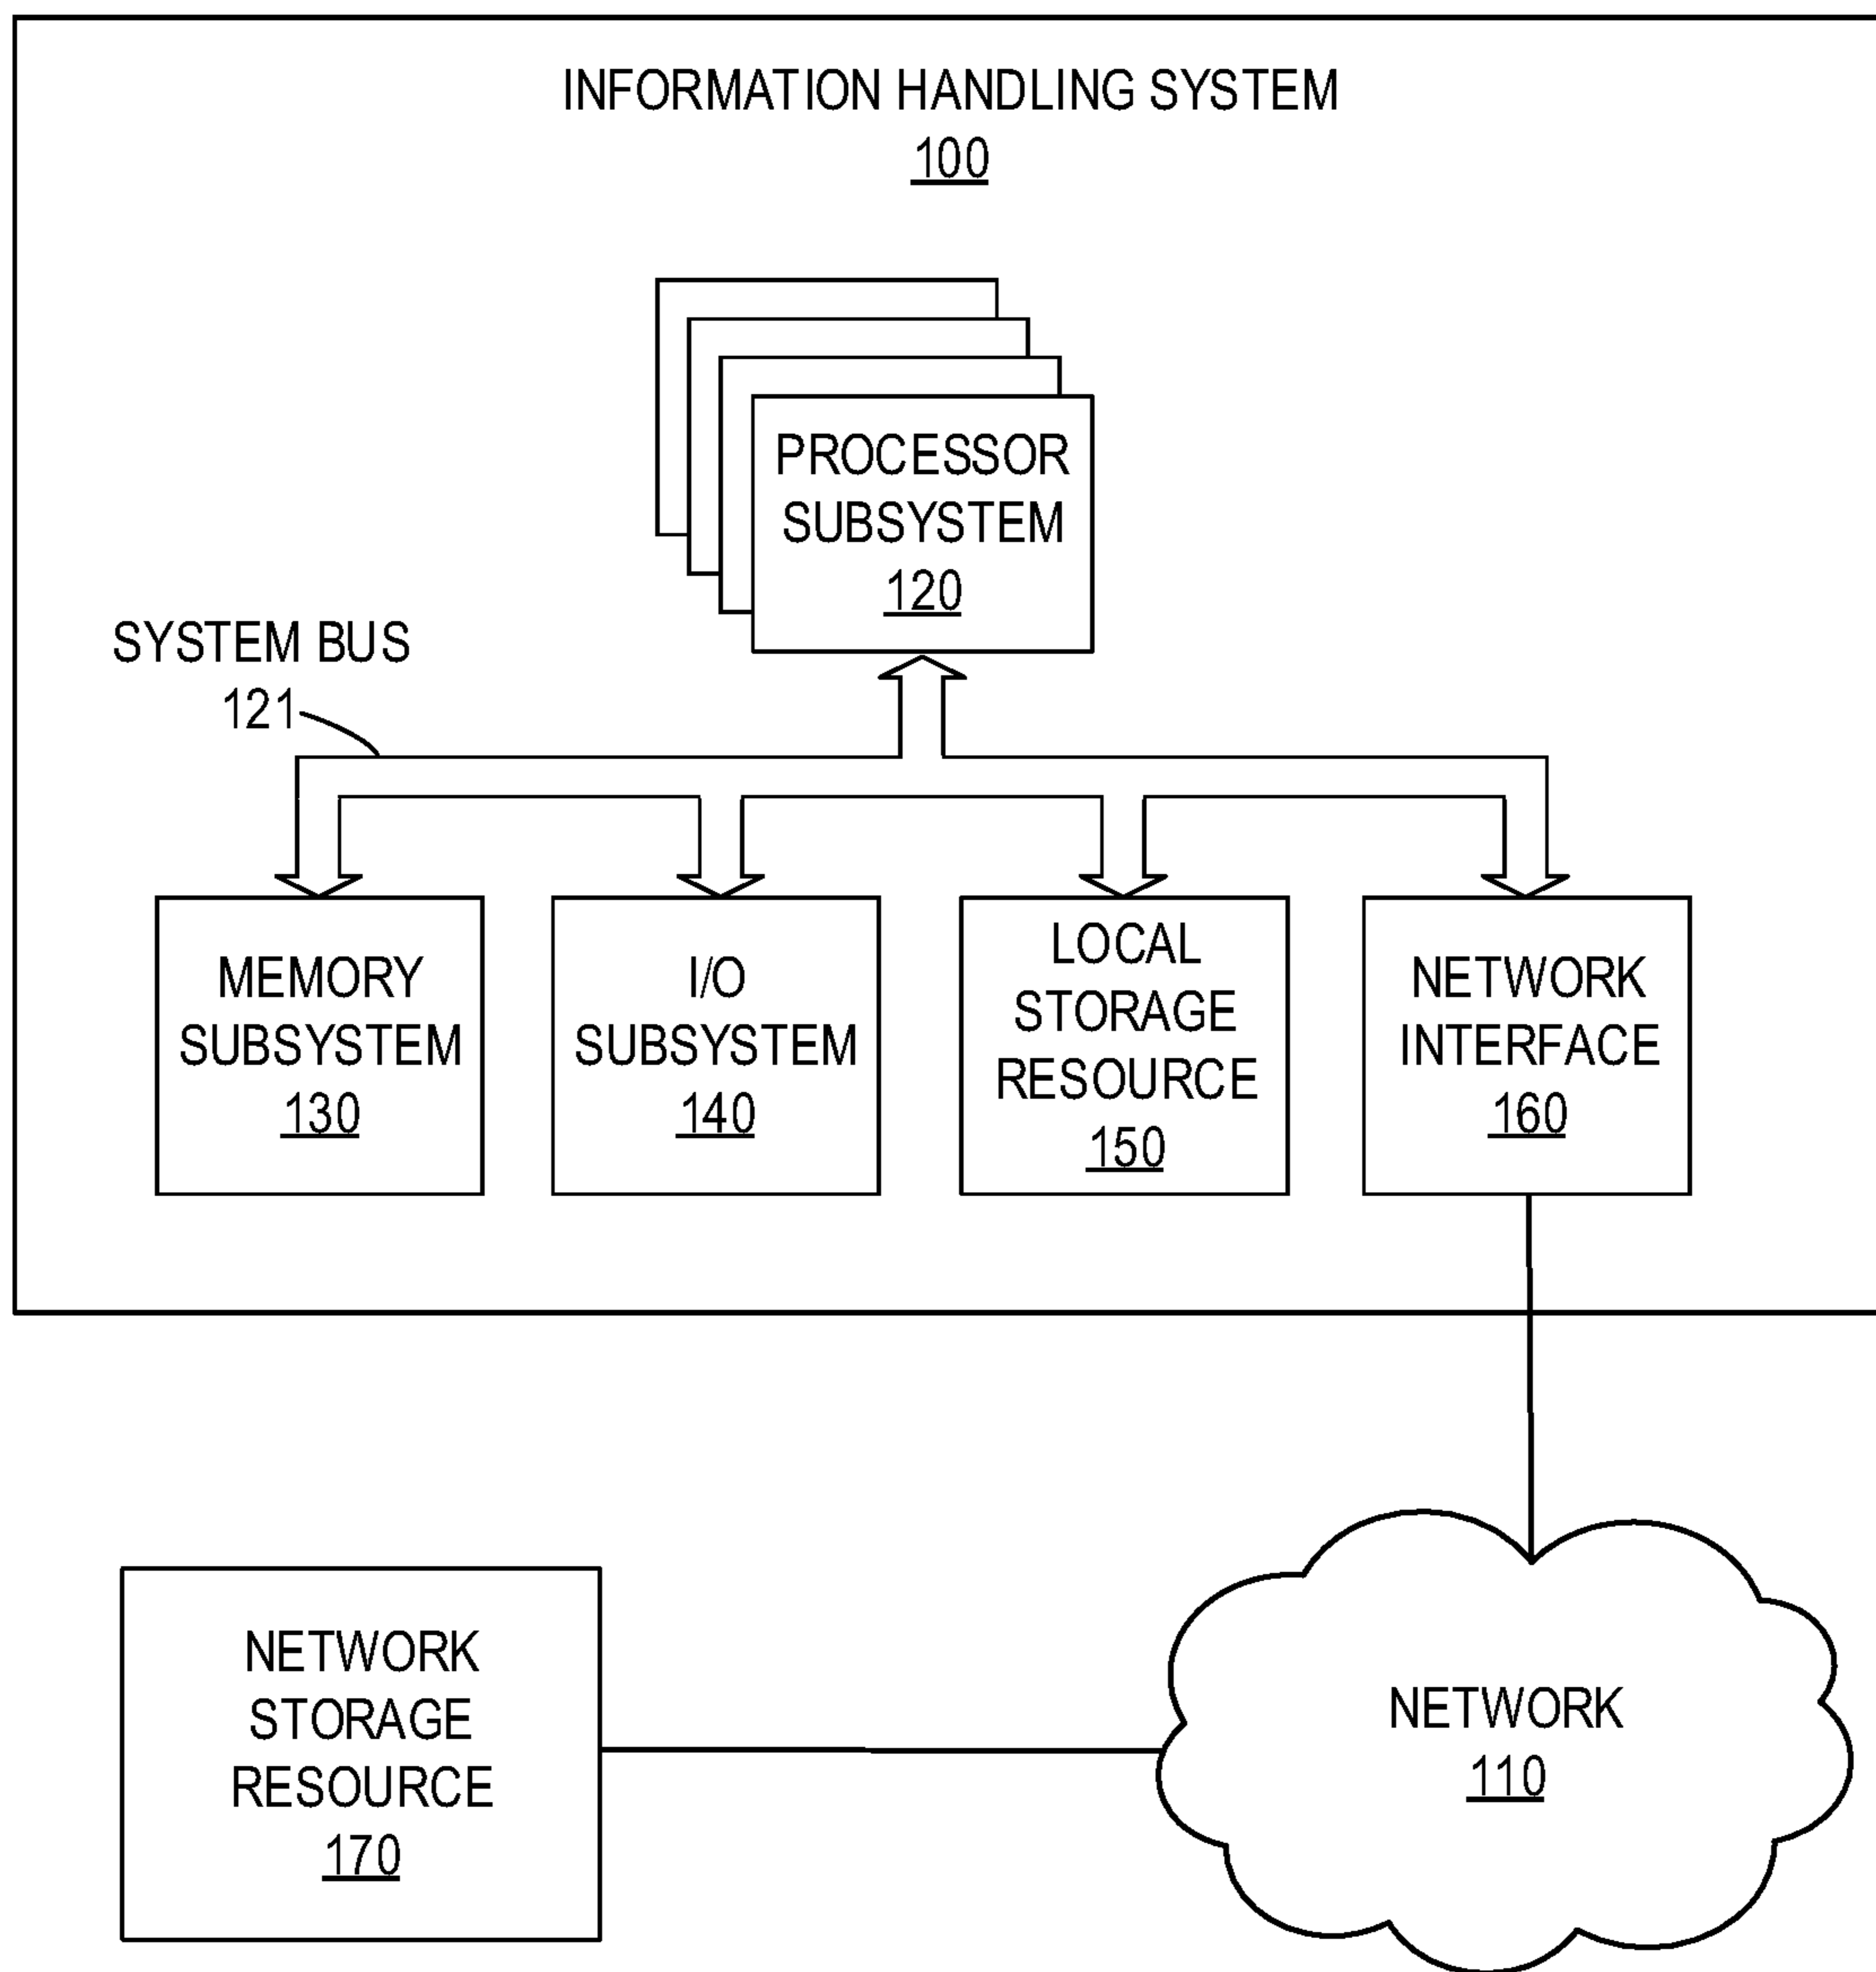 INFORMATION HANDLING SYSTEM
100
PROCESSOR
SUBSYSTEM
120
SYSTEM BUS
121
MEMORY
SUBSYSTEM
130
I/O
SUBSYSTEM
140
LOCAL
STORAGE
RESOURCE
150
NETWORK
INTERFACE
160
NETWORK
STORAGE
RESOURCE
170
NETWORK
110